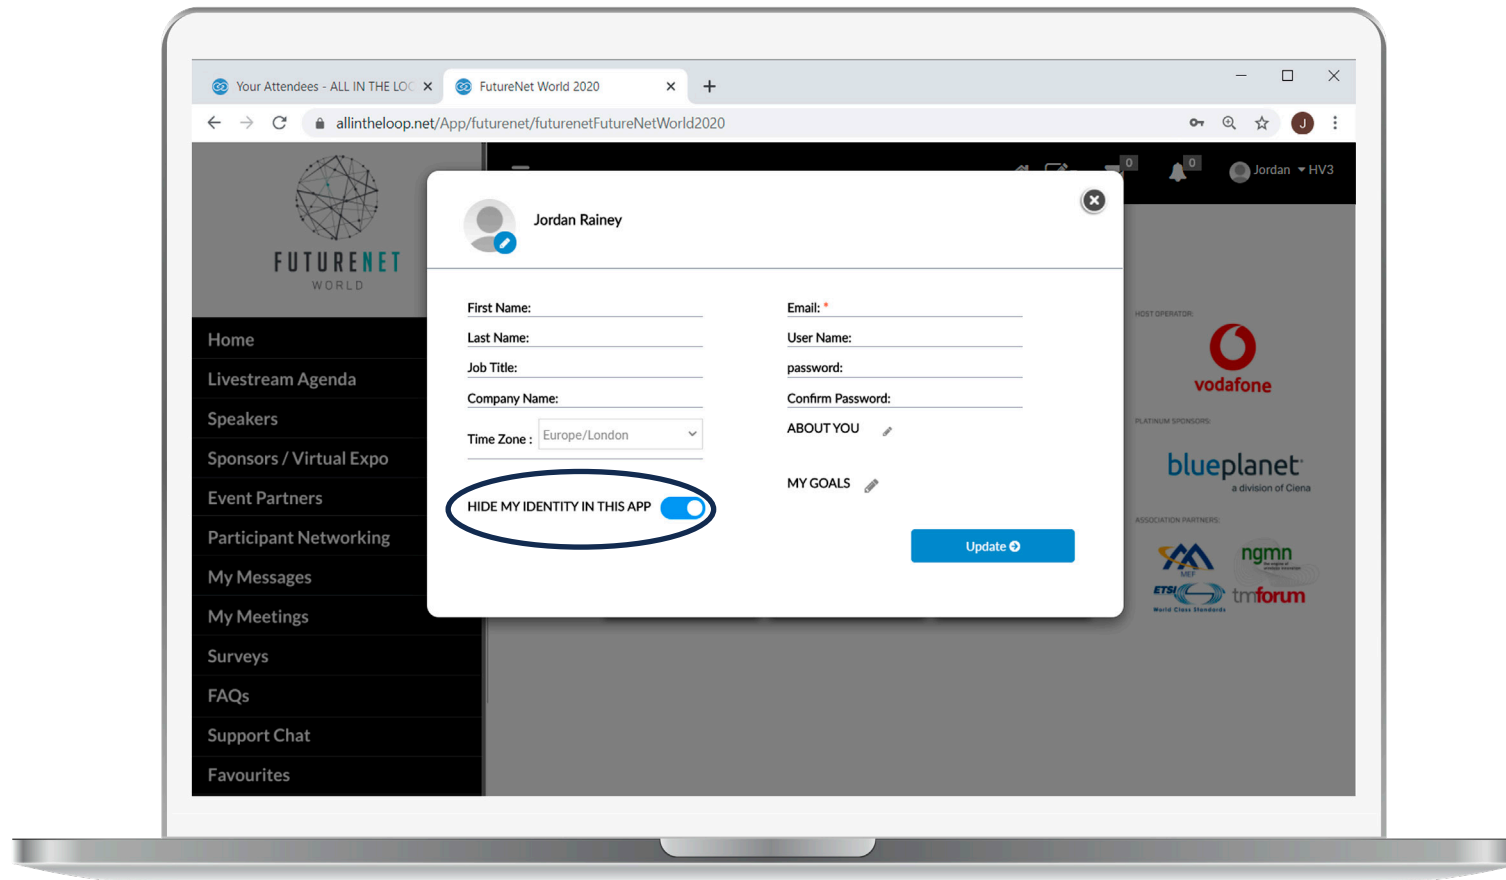 Your Attendees - ALL IN THE LOO
FutureNet World 2020
allintheloop.net/App/futurenet/futurenetFutureNetWorld2020
J
0
0
Jordan
HV3
FUTURENET
WORLD
Home
Livestream Agenda
Speakers
Sponsors / Virtual Expo
Event Partners
Participant Networking
My Messages
My Meetings
Surveys
FAQs
Support Chat
Favourites
Jordan Rainey
First Name:
Last Name:
Job Title:
Company Name:
Time Zone :
Europe/London
HIDE MY IDENTITY IN THIS APP
Email: *
User Name:
password:
Confirm Password:
ABOUT YOU
MY GOALS
Update
HOST OPERATOR:
vodafone
PLATINUM SPONSORS:
blueplanet
a division of Ciena
ASSOCIATION PARTNERS:
MEF
ngmn
ETSI
World Class Standards
tmforum